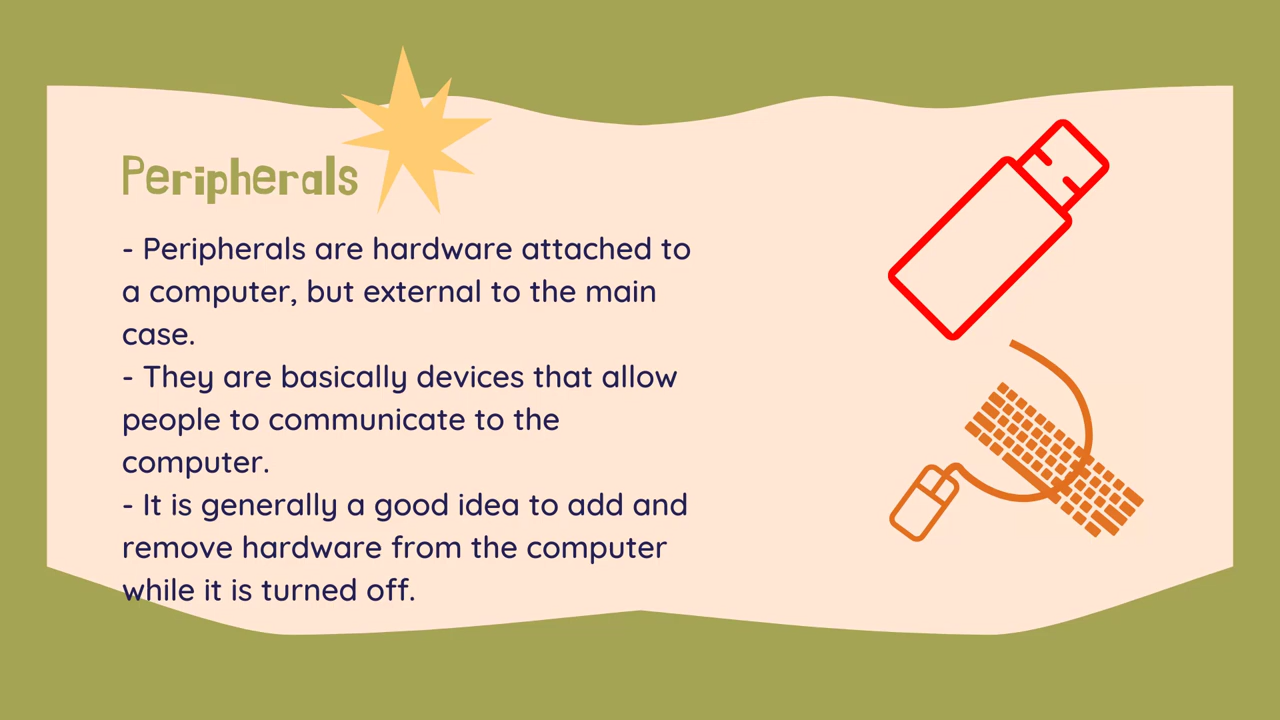 Peripherals
- Peripherals are hardware attached to
a computer, but external to the main
case.
- They are basically devices that allow
people to communicate to the
computer.
- It is generally a good idea to add and
remove hardware from the computer
while it is turned off.